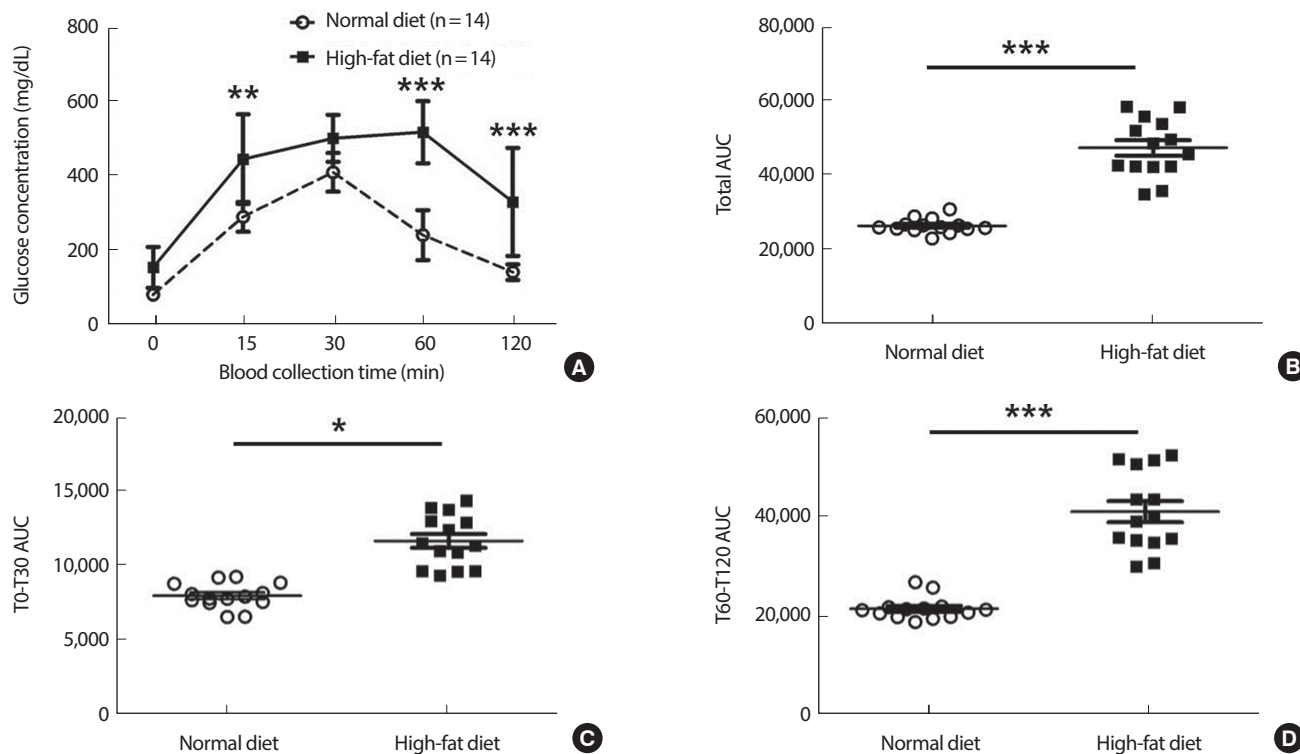 800
600
400
200
0
Glucose concentration (mg/dL)
Normal diet (n = 14)
High-fat diet (n = 14)
**
***
***
0 15 30 60 120
Blood collection time (min)
A
80,000
60,000
40,000
20,000
0
Total AUC
***
Normal diet High-fat diet
B
20,000
15,000
10,000
5,000
0
T0-T30 AUC
*
Normal diet High-fat diet
C
60,000
40,000
20,000
0
T60-T120 AUC
***
Normal diet High-fat diet
D